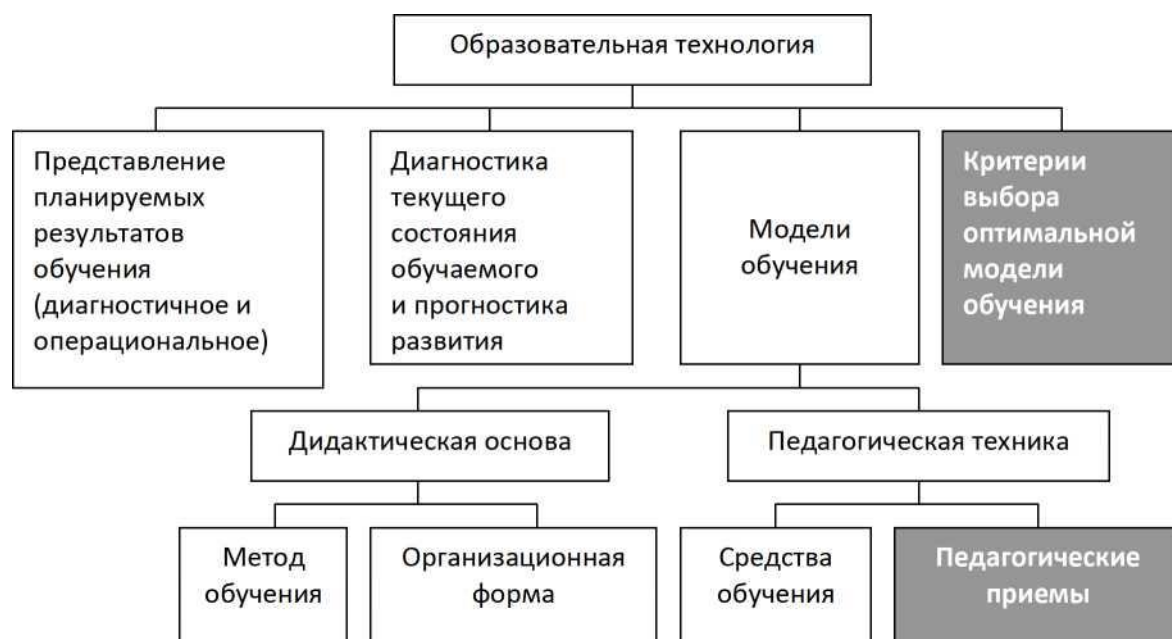 Образовательная технология
Представление
планируемых
результатов
обучения
(диагностичное и
операциональное)
Диагностика
текущего
состояния
обучаемого
и прогностика
развития
Модели
обучения
Критерии
выбора
оптимальной
модели
обучения
Дидактическая основа
Педагогическая техника
Метод
обучения
Организационная
форма
Средства
обучения
Педагогические
приемы